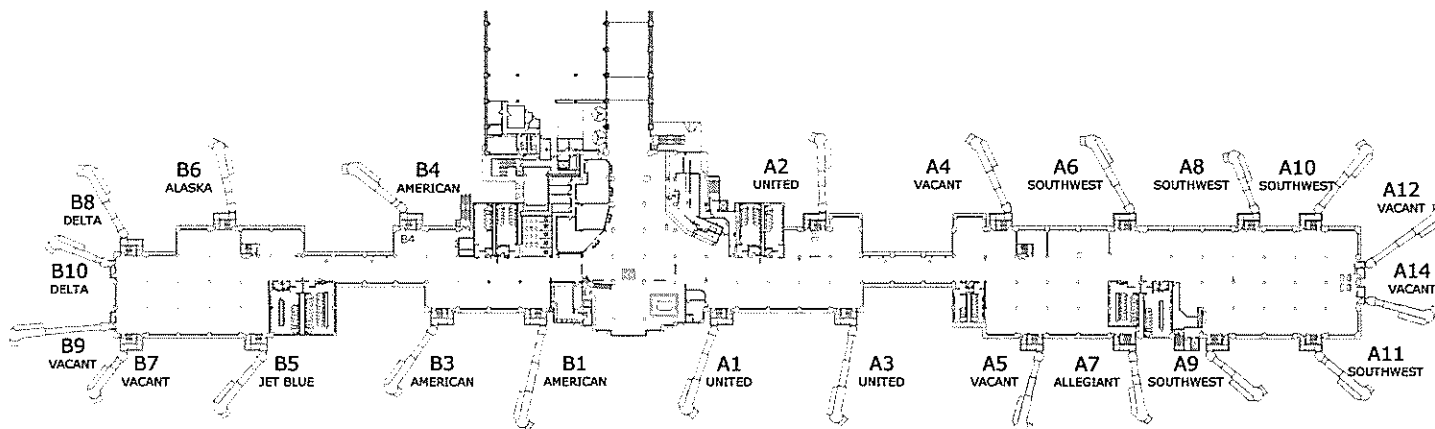 B6
ALASKA
B4
AMERICAN
A2
UNITED
A4
VACANT
A6
SOUTHWEST
A8
SOUTHWEST
A10
SOUTHWEST
B8
DELTA
A12
VACANT
B4
B10
DELTA
A14
VACANT
B9
VACANT
B7
VACANT
B5
JET BLUE
B3
AMERICAN
B1
AMERICAN
A1
UNITED
A3
UNITED
A5
VACANT
A7
ALLEGIANT
A9
SOUTHWEST
A11
SOUTHWEST